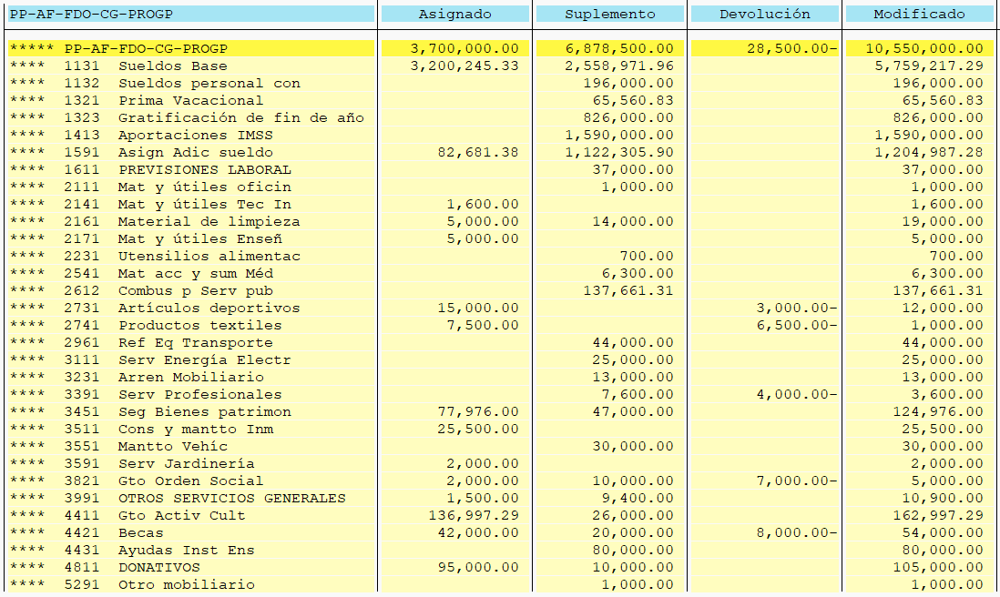 PP-AF-FDO-CG-PROGP Asignado Suplemento Devolución Modificado
***** PP-AF-FDO-CG-PROGP 3,700,000.00 6,878,500.00 28,500.00- 10,550,000.00
**** 1131 Sueldos Base 3,200,245.33 2,558,971.96 5,759,217.29
**** 1132 Sueldos personal con 196,000.00 196,000.00
**** 1321 Prima Vacacional 65,560.83 65,560.83
**** 1323 Gratificación de fin de año 826,000.00 826,000.00
**** 1413 Aportaciones IMSS 1,590,000.00 1,590,000.00
**** 1591 Asign Adic sueldo 82,681.38 1,122,305.90 1,204,987.28
**** 1611 PREVISIONES LABORAL 37,000.00 37,000.00
**** 2111 Mat y útiles oficin 1,000.00 1,000.00
**** 2141 Mat y útiles Tec In 1,600.00 1,600.00
**** 2161 Material de limpieza 5,000.00 14,000.00 19,000.00
**** 2171 Mat y útiles Enseñ 5,000.00 5,000.00
**** 2231 Utensilios alimentac 700.00 700.00
**** 2541 Mat acc y sum Méd 6,300.00 6,300.00
**** 2612 Combus p Serv pub 137,661.31 137,661.31
**** 2731 Artículos deportivos 15,000.00 3,000.00- 12,000.00
**** 2741 Productos textiles 7,500.00 6,500.00- 1,000.00
**** 2961 Ref Eq Transporte 44,000.00 44,000.00
**** 3111 Serv Energía Electr 25,000.00 25,000.00
**** 3231 Arren Mobiliario 13,000.00 13,000.00
**** 3391 Serv Profesionales 7,600.00 4,000.00- 3,600.00
**** 3451 Seg Bienes patrimon 77,976.00 47,000.00 124,976.00
**** 3511 Cons y mantto Inm 25,500.00 25,500.00
**** 3551 Mantto Vehíc 30,000.00 30,000.00
**** 3591 Serv Jardinería 2,000.00 2,000.00
**** 3821 Gto Orden Social 2,000.00 10,000.00 7,000.00- 5,000.00
**** 3991 OTROS SERVICIOS GENERALES 1,500.00 9,400.00 10,900.00
**** 4411 Gto Activ Cult 136,997.29 26,000.00 162,997.29
**** 4421 Becas 42,000.00 20,000.00 8,000.00- 54,000.00
**** 4431 Ayudas Inst Ens 80,000.00 80,000.00
**** 4811 DONATIVOS 95,000.00 10,000.00 105,000.00
**** 5291 Otro mobiliario 1,000.00 1,000.00